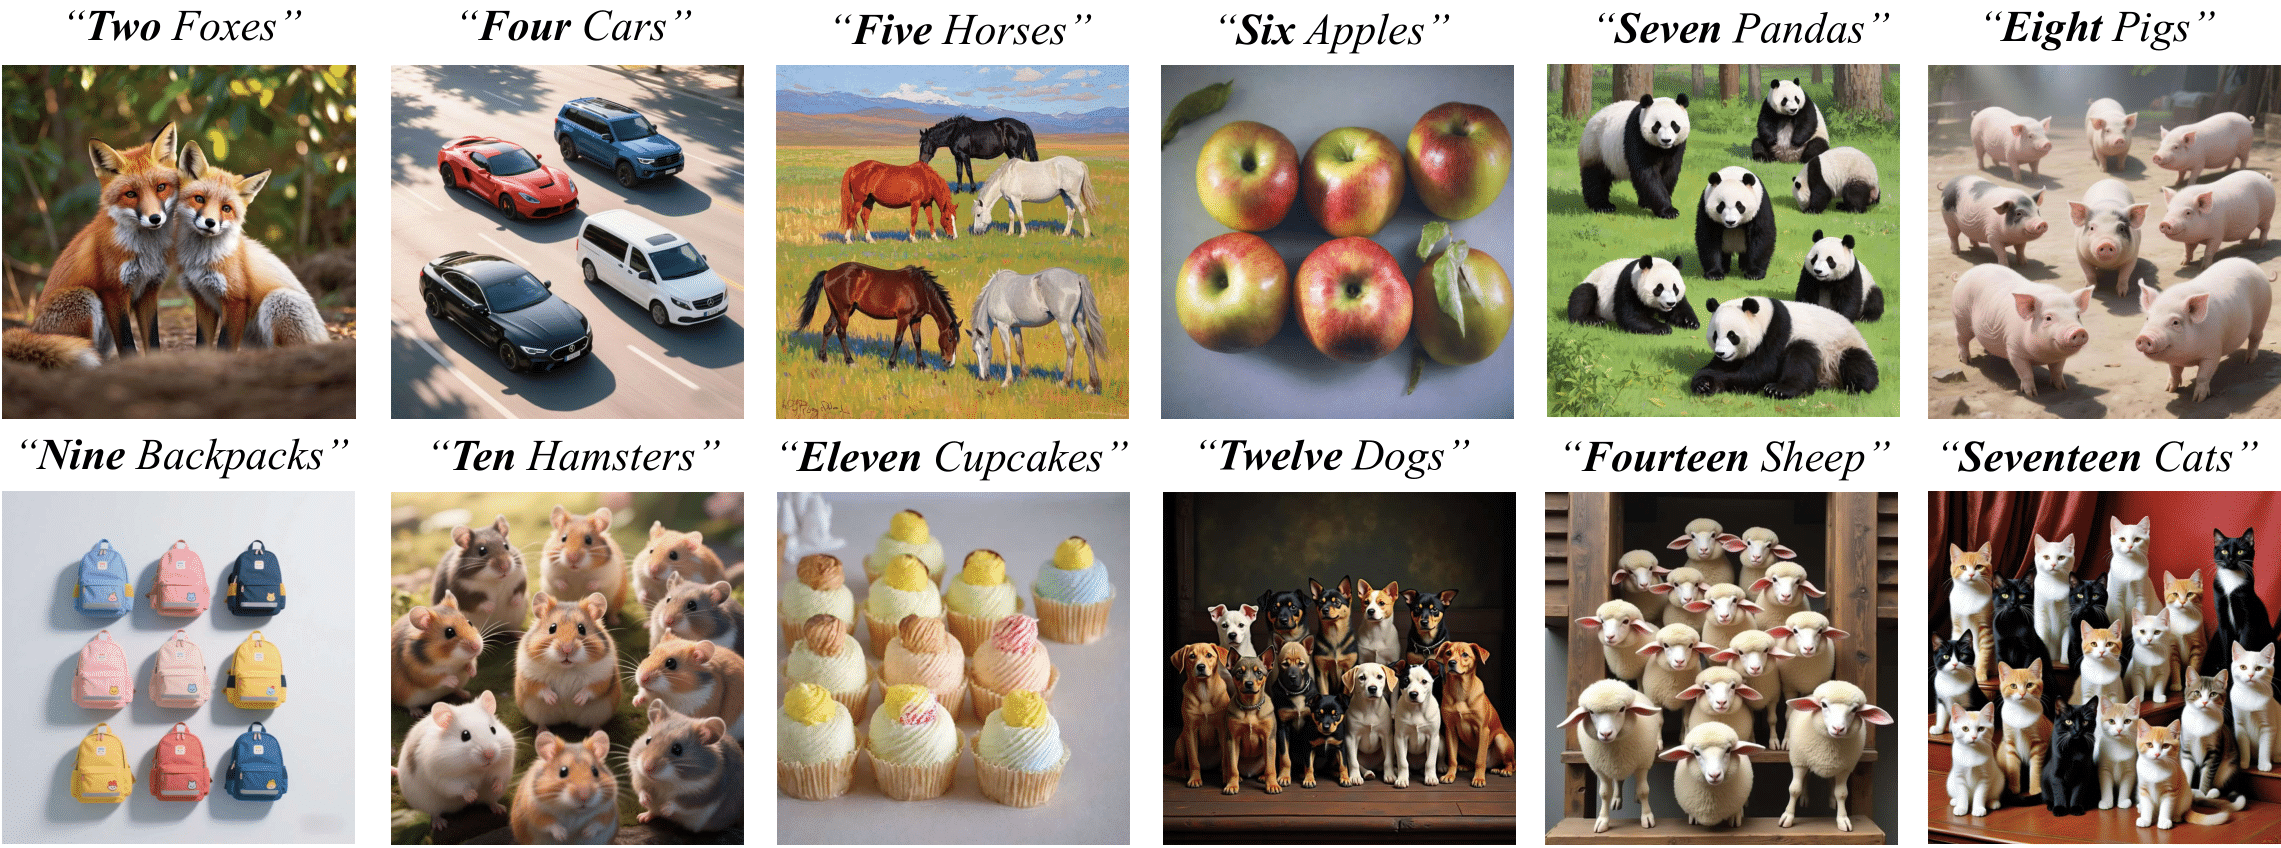 “Two Foxes”
“Four Cars”
“Five Horses”
“Six Apples”
“Seven Pandas”
“Eight Pigs”
“Nine Backpacks”
“Ten Hamsters”
“Eleven Cupcakes”
“Twelve Dogs”
“Fourteen Sheep”
“Seventeen Cats”